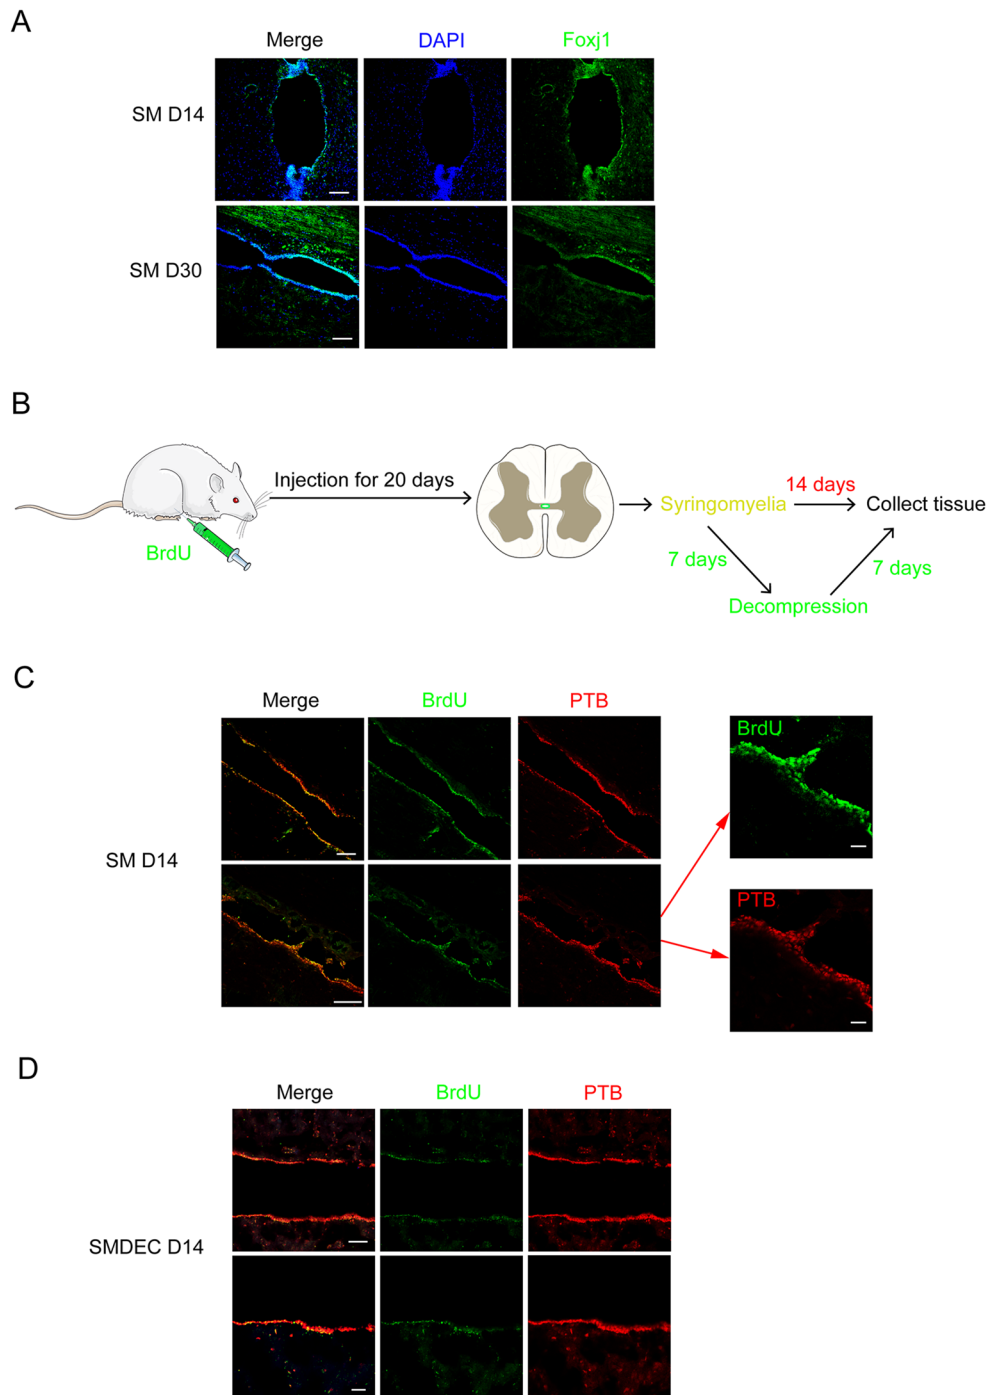 A
Merge DAPI Foxj1
SM D14
SM D30
B
BrdU
Injection for 20 days
Syringomyelia
14 days
Collect tissue
7 days
7 days
Decompression
C
Merge BrdU PTB
BrdU
SM D14
PTB
D
Merge BrdU PTB
SMDEC D14